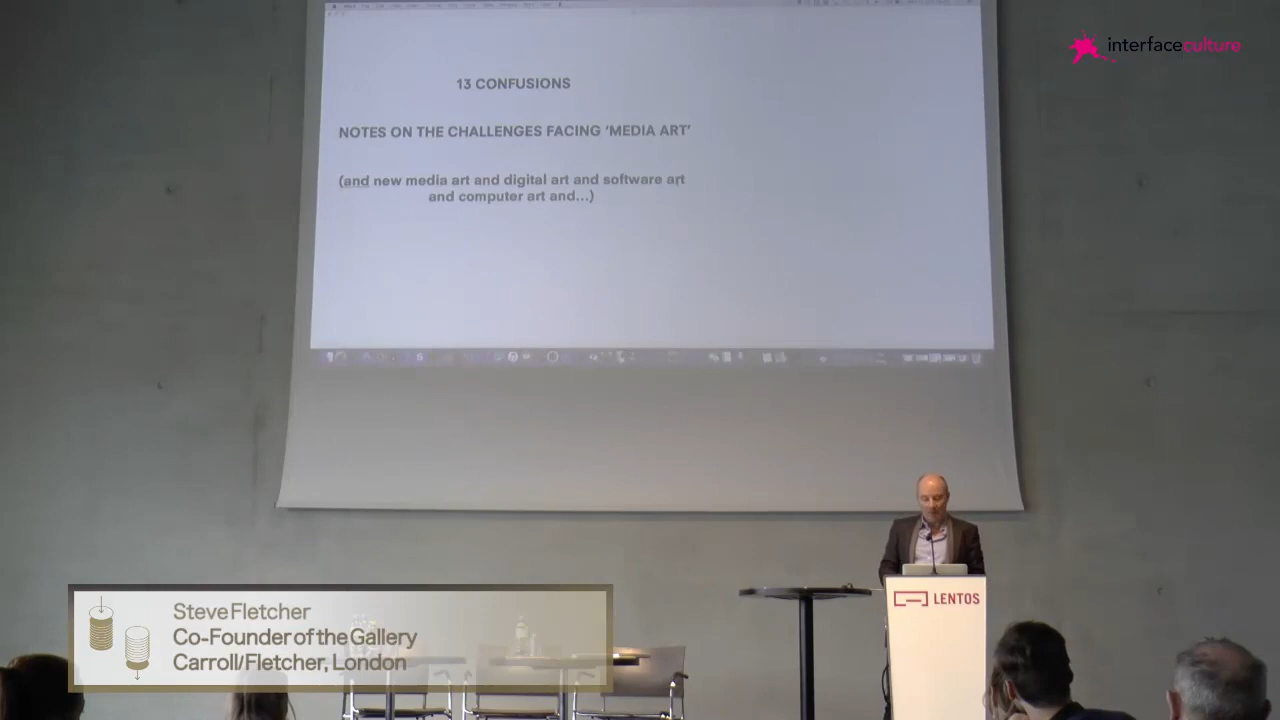 interfaceculture
13 CONFUSIONS
NOTES ON THE CHALLENGES FACING ‘MEDIA ART’
(and new media art and digital art and software art
and computer art and...)
LENTOS
Steve Fletcher
Co-Founder of the Gallery
Carroll/Fletcher, London